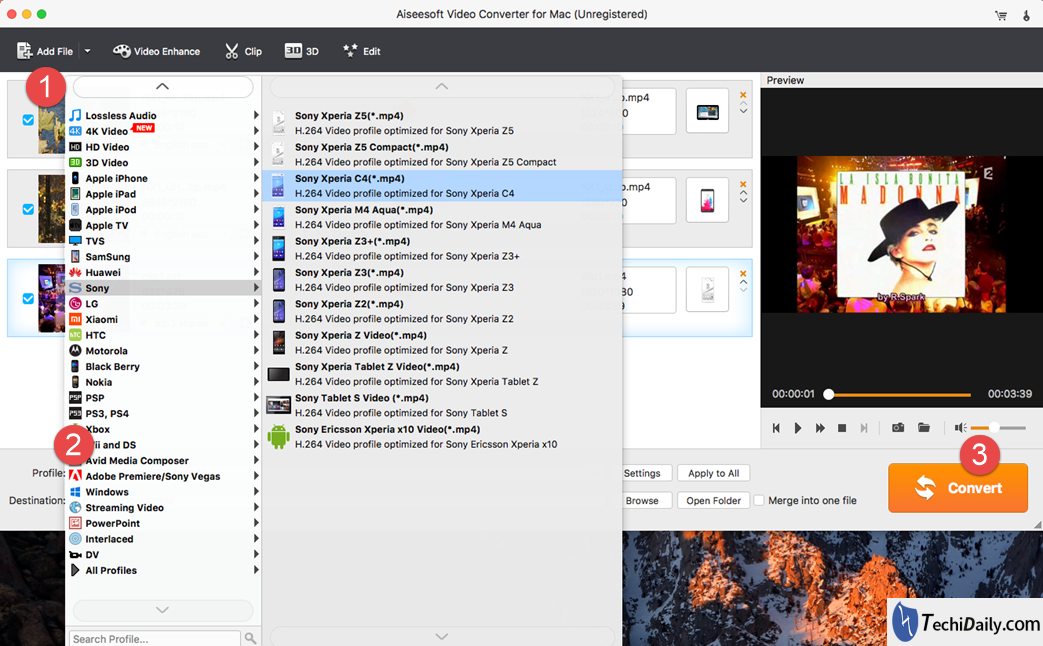 Aiseesoft Video Converter for Mac (Unregistered)
Add File
Video Enhance
Clip
3D 3D
Edit
1
Lossless Audio
4K 4K Video NEW
HD HD Video
3D 3D Video
Apple iPhone
Apple iPad
Apple iPod
Apple TV
TVS
SamSung
Huawei
Sony
LG
Xiaomi
HTC
Motorola
Black Berry
Nokia
PSP PSP
PS3 PS3, PS4
Xbox
ii and DS
2
Avid Media Composer
Adobe Premiere/Sony Vegas
Windows
Streaming Video
PowerPoint
Interlaced
DV
All Profiles
Search Profile...
Sony Xperia Z5(*.mp4)
H.264 Video profile optimized for Sony Xperia Z5
Sony Xperia Z5 Compact(*.mp4)
H.264 Video profile optimized for Sony Xperia Z5 Compact
Sony Xperia C4(*.mp4)
H.264 Video profile optimized for Sony Xperia C4
Sony Xperia M4 Aqua(*.mp4)
H.264 Video profile optimized for Sony Xperia M4 Aqua
Sony Xperia Z3+(*.mp4)
H.264 Video profile optimized for Sony Xperia Z3+
Sony Xperia Z3(*.mp4)
H.264 Video profile optimized for Sony Xperia Z3
Sony Xperia Z2(*.mp4)
H.264 Video profile optimized for Sony Xperia Z2
Sony Xperia Z Video(*.mp4)
H.264 Video profile optimized for Sony Xperia Z
Sony Xperia Tablet Z Video(*.mp4)
H.264 Video profile optimized for Sony Xperia Tablet Z
Sony Tablet S Video (*.mp4)
H.264 Video profile optimized for Sony Tablet S
Sony Ericsson Xperia x10 Video(*.mp4)
H.264 Video profile optimized for Sony Ericsson Xperia x10
o.mp4
0
o.mp4
0
4
80
9
Preview
LA ISLA BONITA
MADONNA
by R.Spark
00:00:01
00:03:39
3
Profile:
Settings
Apply to All
Destination:
Browse
Open Folder
Merge into one file
Convert
TechiDaily.com